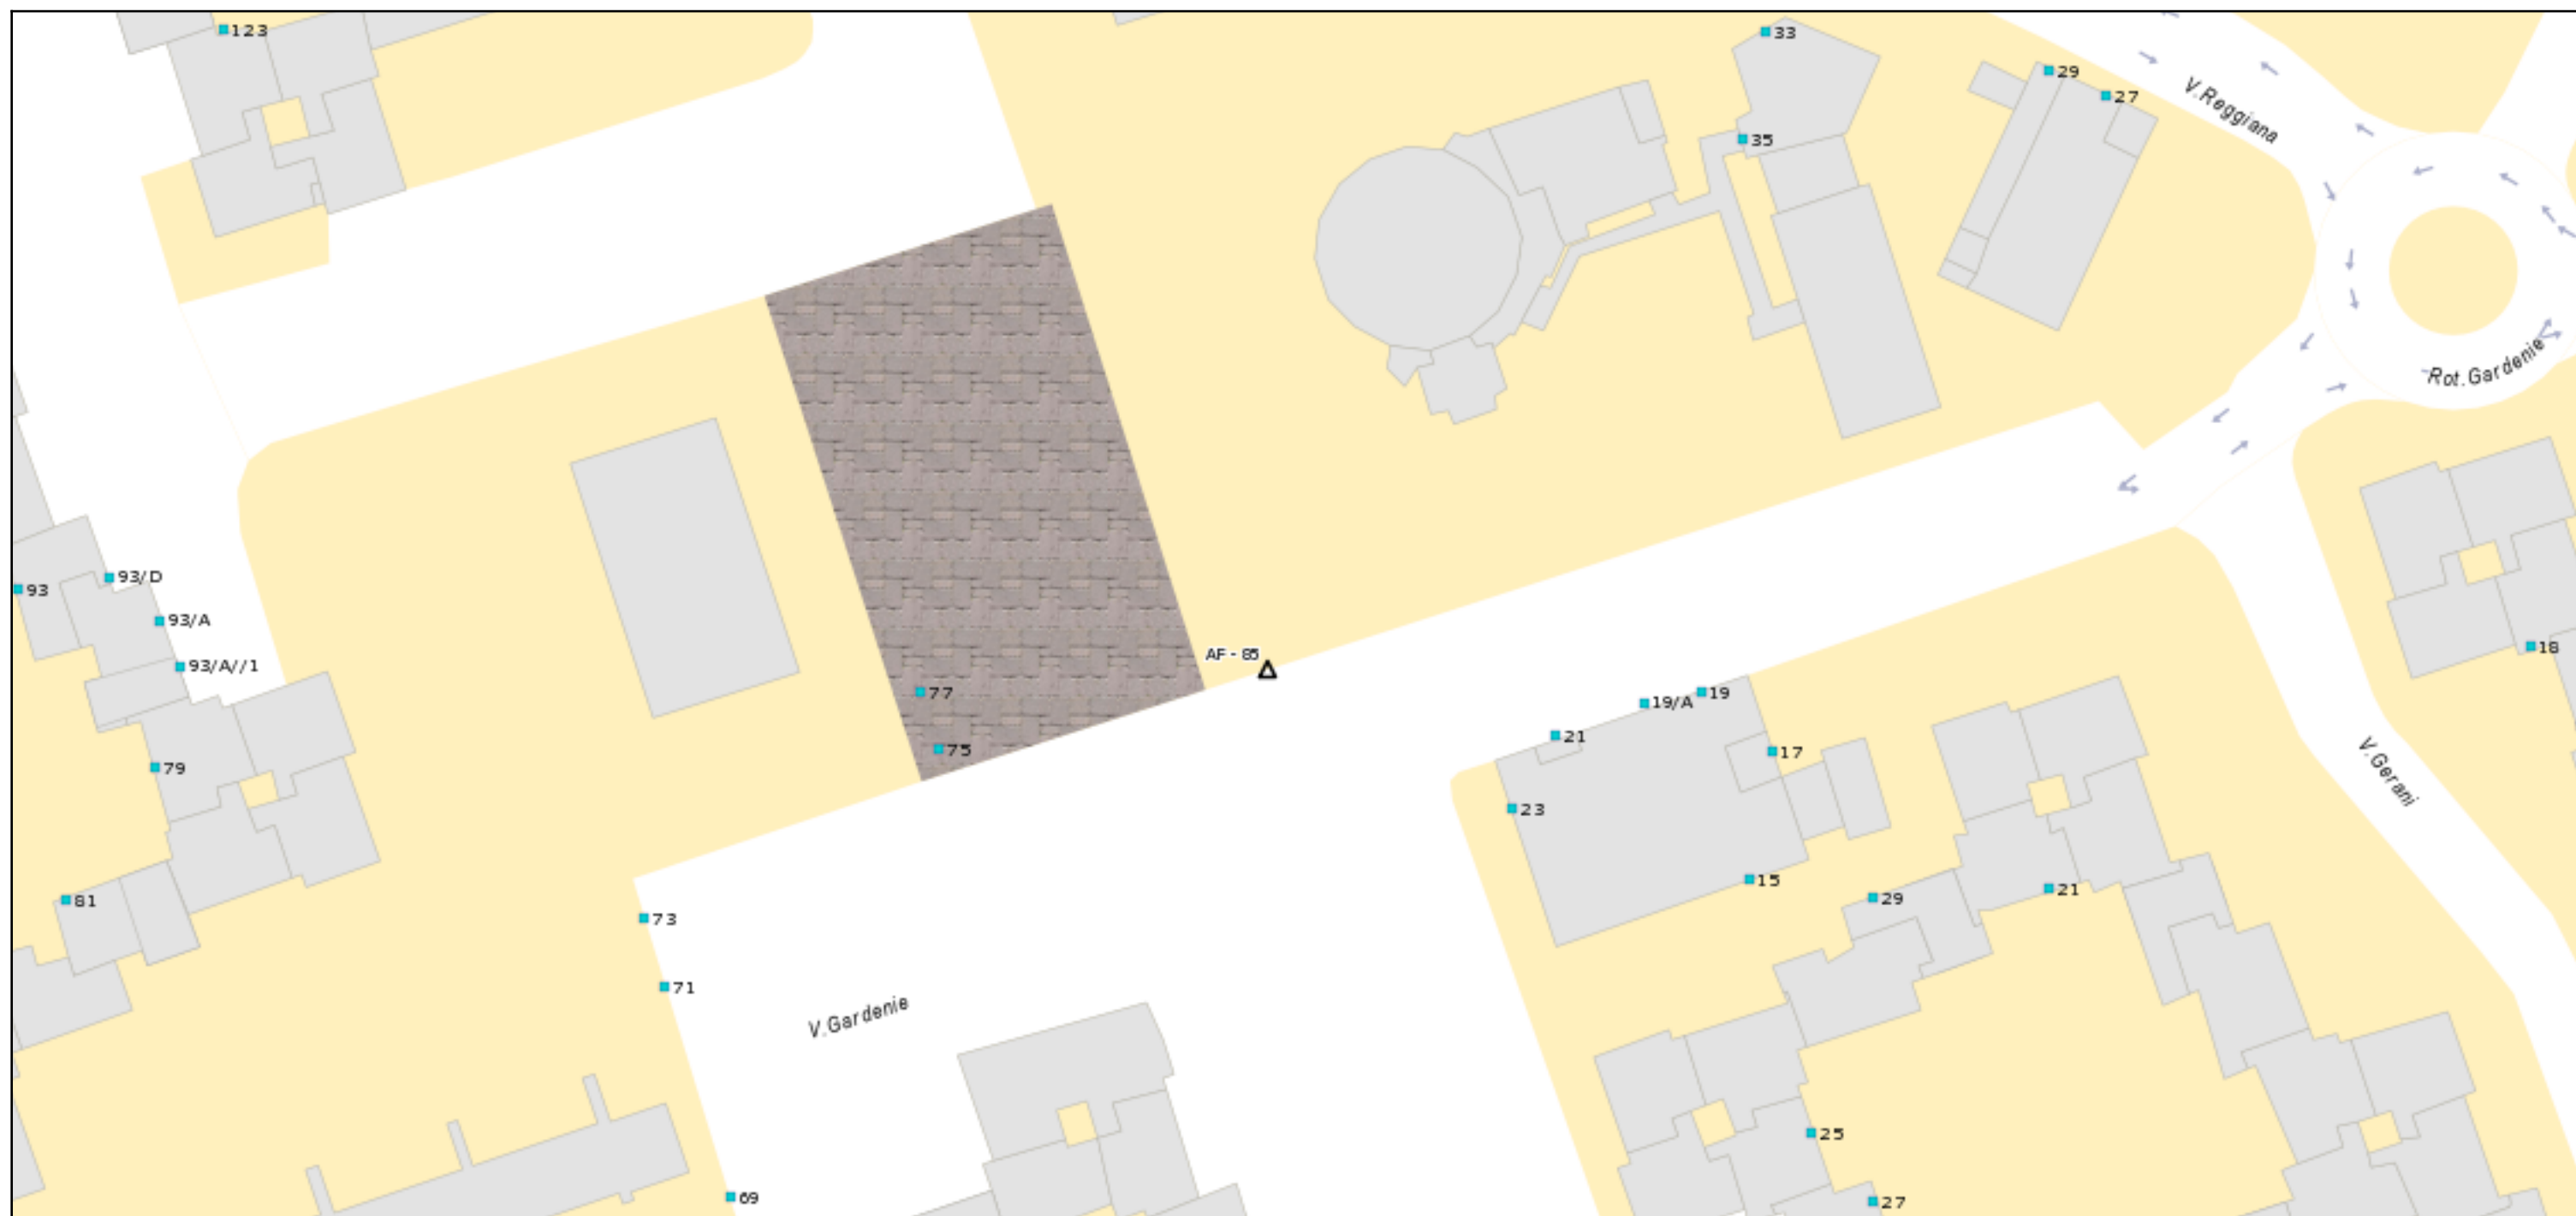 123
33
29
27
V.Reggiana
35
Rot.Gardenie
93/D
93
93/A
93/A//1
18
AF - 85
77
19
19/A
75
21
17
79
V.Gerani
23
15
29
21
81
73
71
V.Gardenie
25
69
27